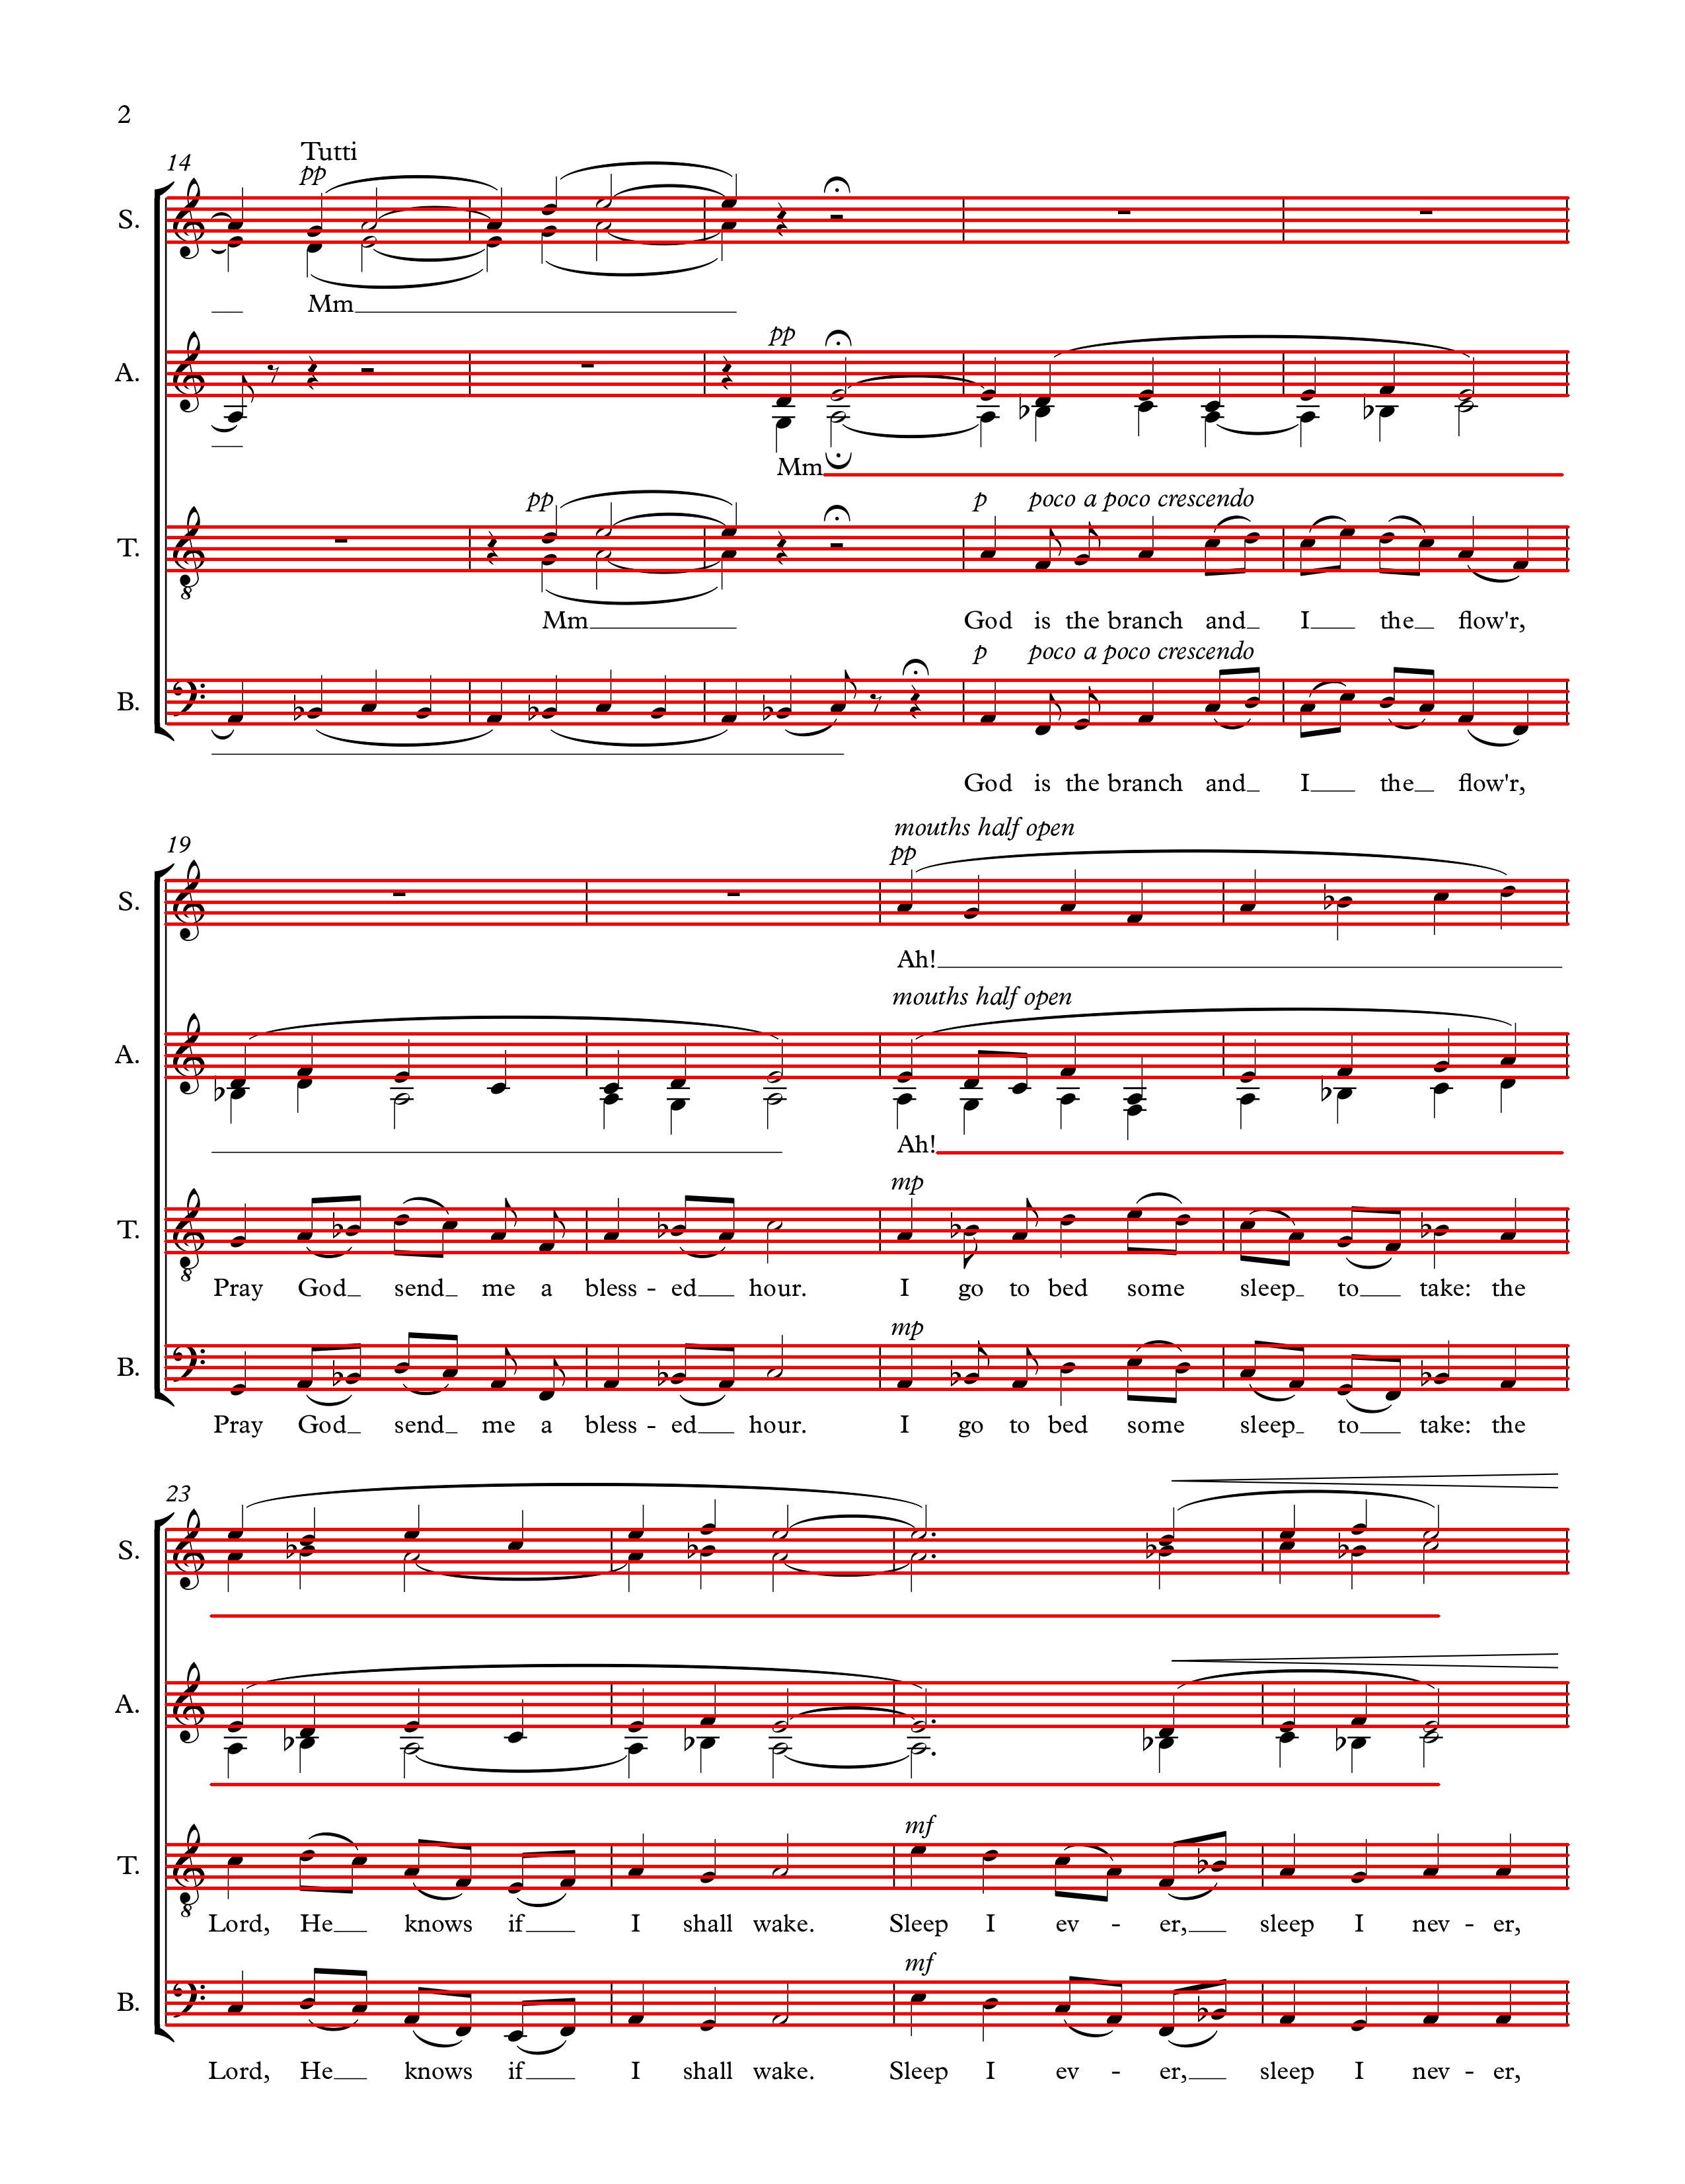 2
14
Tutti
pp
S.
Mm
pp
A.
Mm
pp p poco a poco crescendo
T.
8
Mm God is the branch and I the flow'r,
p poco a poco crescendo
B.
God is the branch and I the flow'r,
mouths half open
19
pp
S.
Ah!
mouths half open
A.
Ah!
mp
T.
8
Pray God send me a bless - ed hour. I go to bed some sleep to take: the
mp
B.
Pray God send me a bless - ed hour. I go to bed some sleep to take: the
23
S.
A.
mf
T.
8
Lord, He knows if I shall wake. Sleep I ev - er, sleep I nev - er,
mf
B.
Lord, He knows if I shall wake. Sleep I ev - er, sleep I nev - er,